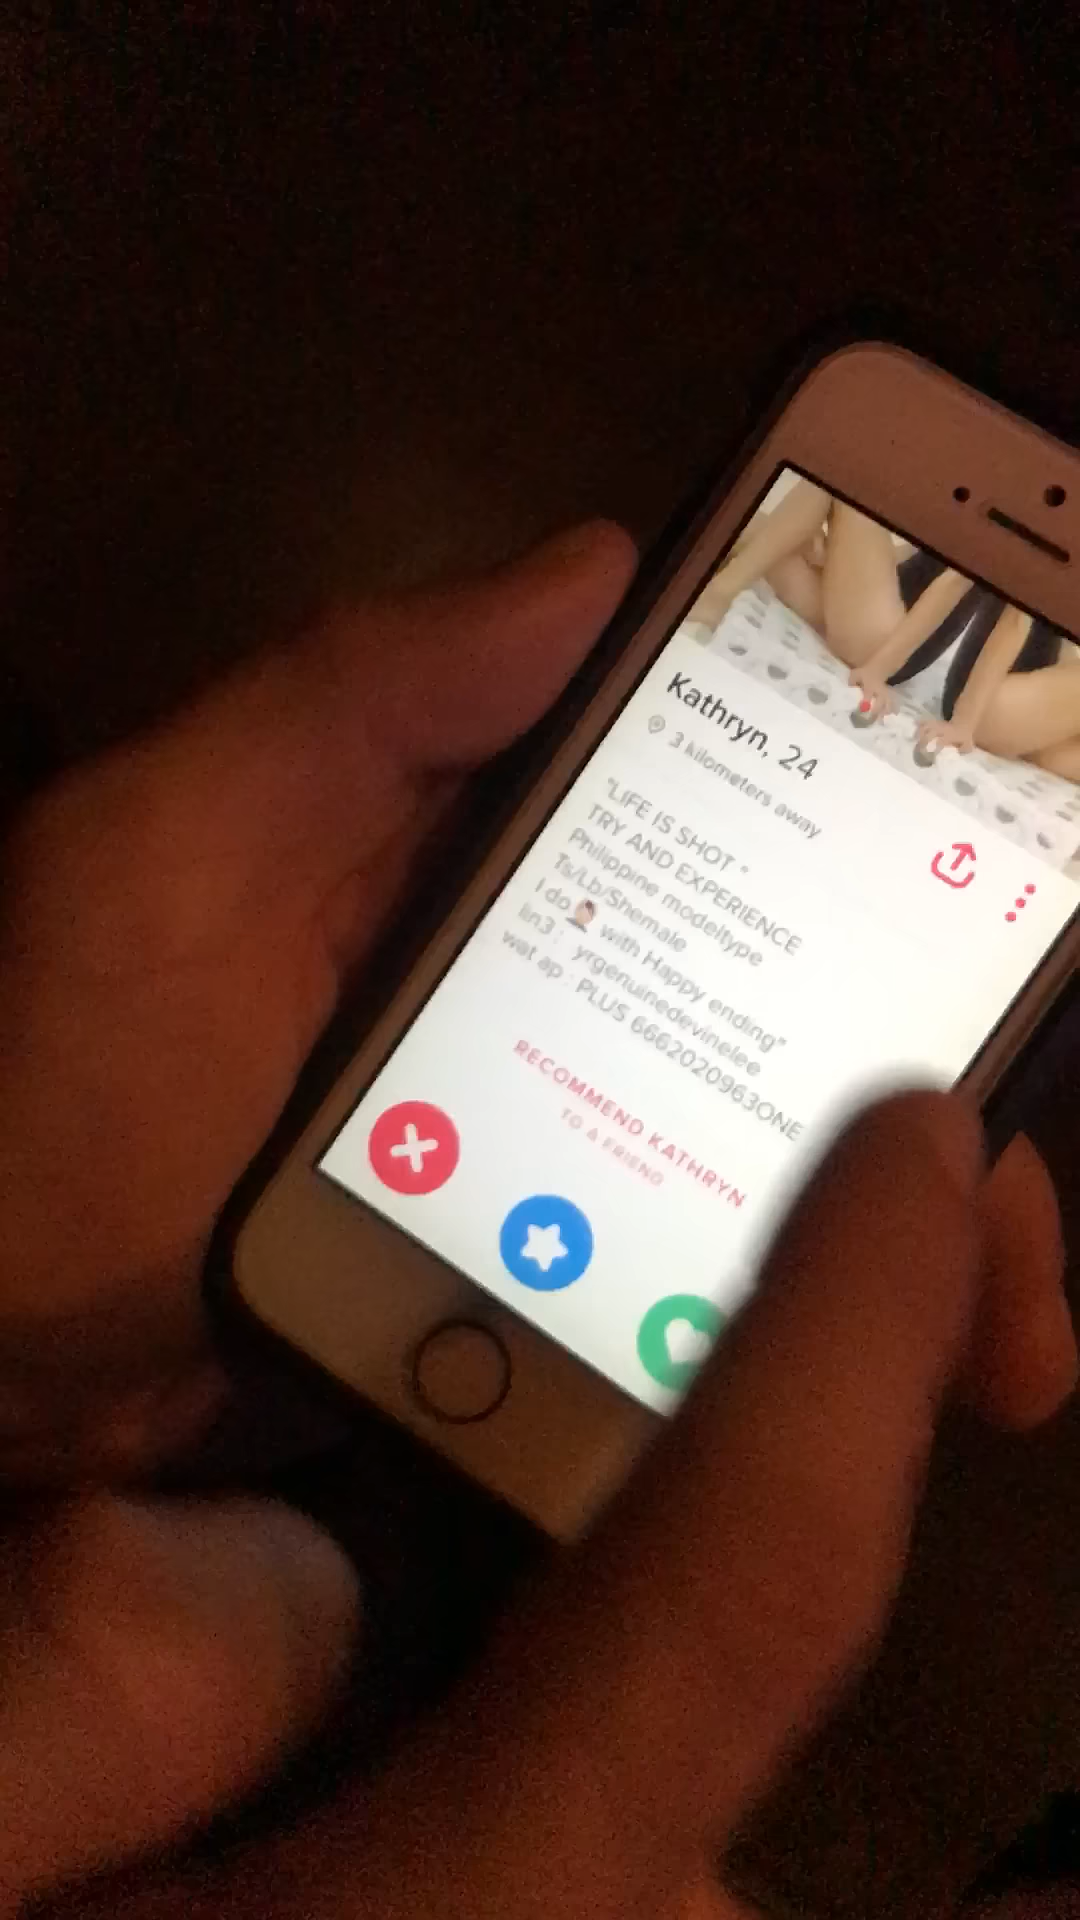 Kathryn, 24
3 kilometers away
"LIFE IS SHOT "
TRY AND EXPERIENCE
Philippine modeltype
Ts/Lb/Shemale
I do 💆🏻 with Happy ending"
lin3 : yrgenuinedevinelee
wat ap : PLUS 6662020963ONE
RECOMMEND KATHRYN
TO A FRIEND